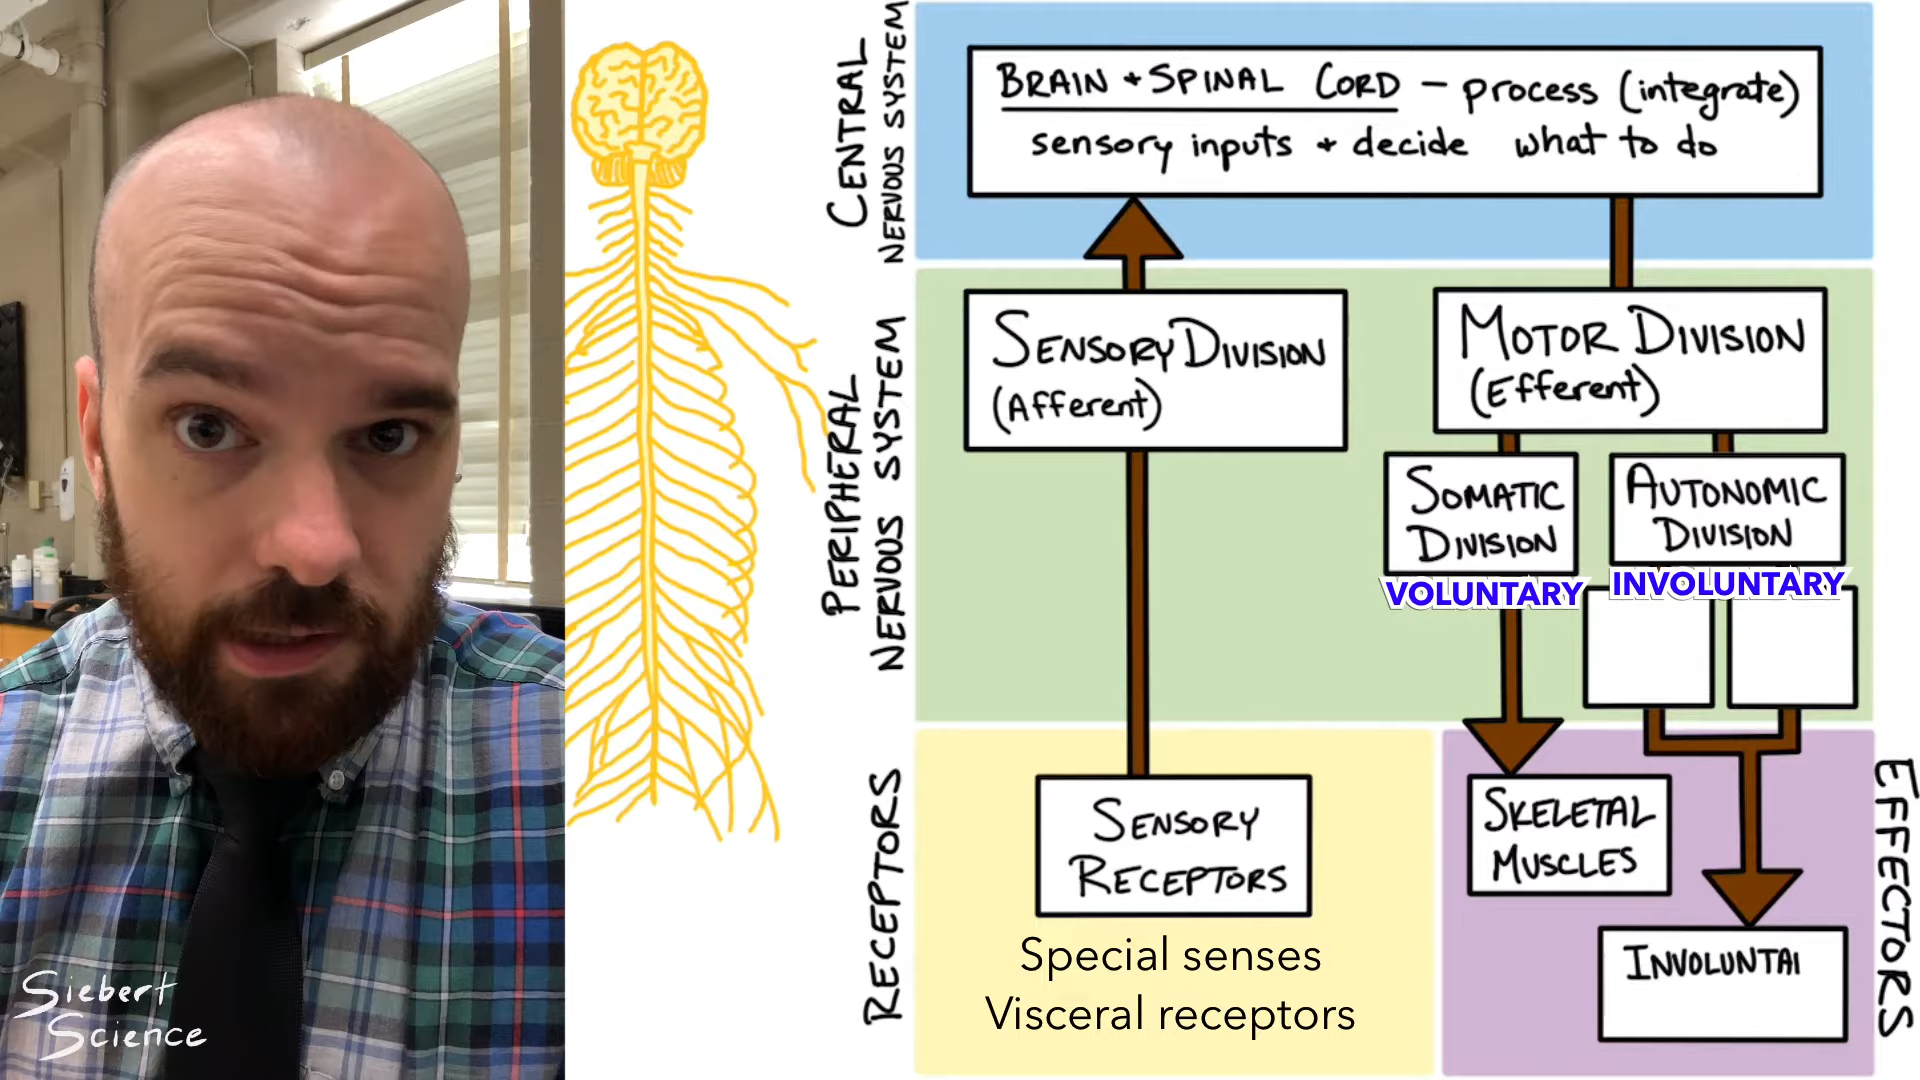 CENTRAL
NERVOUS SYSTEM
BRAIN + SPINAL CORD – process (integrate)
sensory inputs + decide what to do
PERIPHERAL
NERVOUS SYSTEM
SENSORY DIVISION
(Afferent)
MOTOR DIVISION
(Efferent)
SOMATIC
DIVISION
VOLUNTARY
AUTONOMIC
DIVISION
INVOLUNTARY
RECEPTORS
SENSORY
RECEPTORS
Special senses
Visceral receptors
SKELETAL
MUSCLES
INVOLUNTAI
EFFECTORS
Siebert
Science